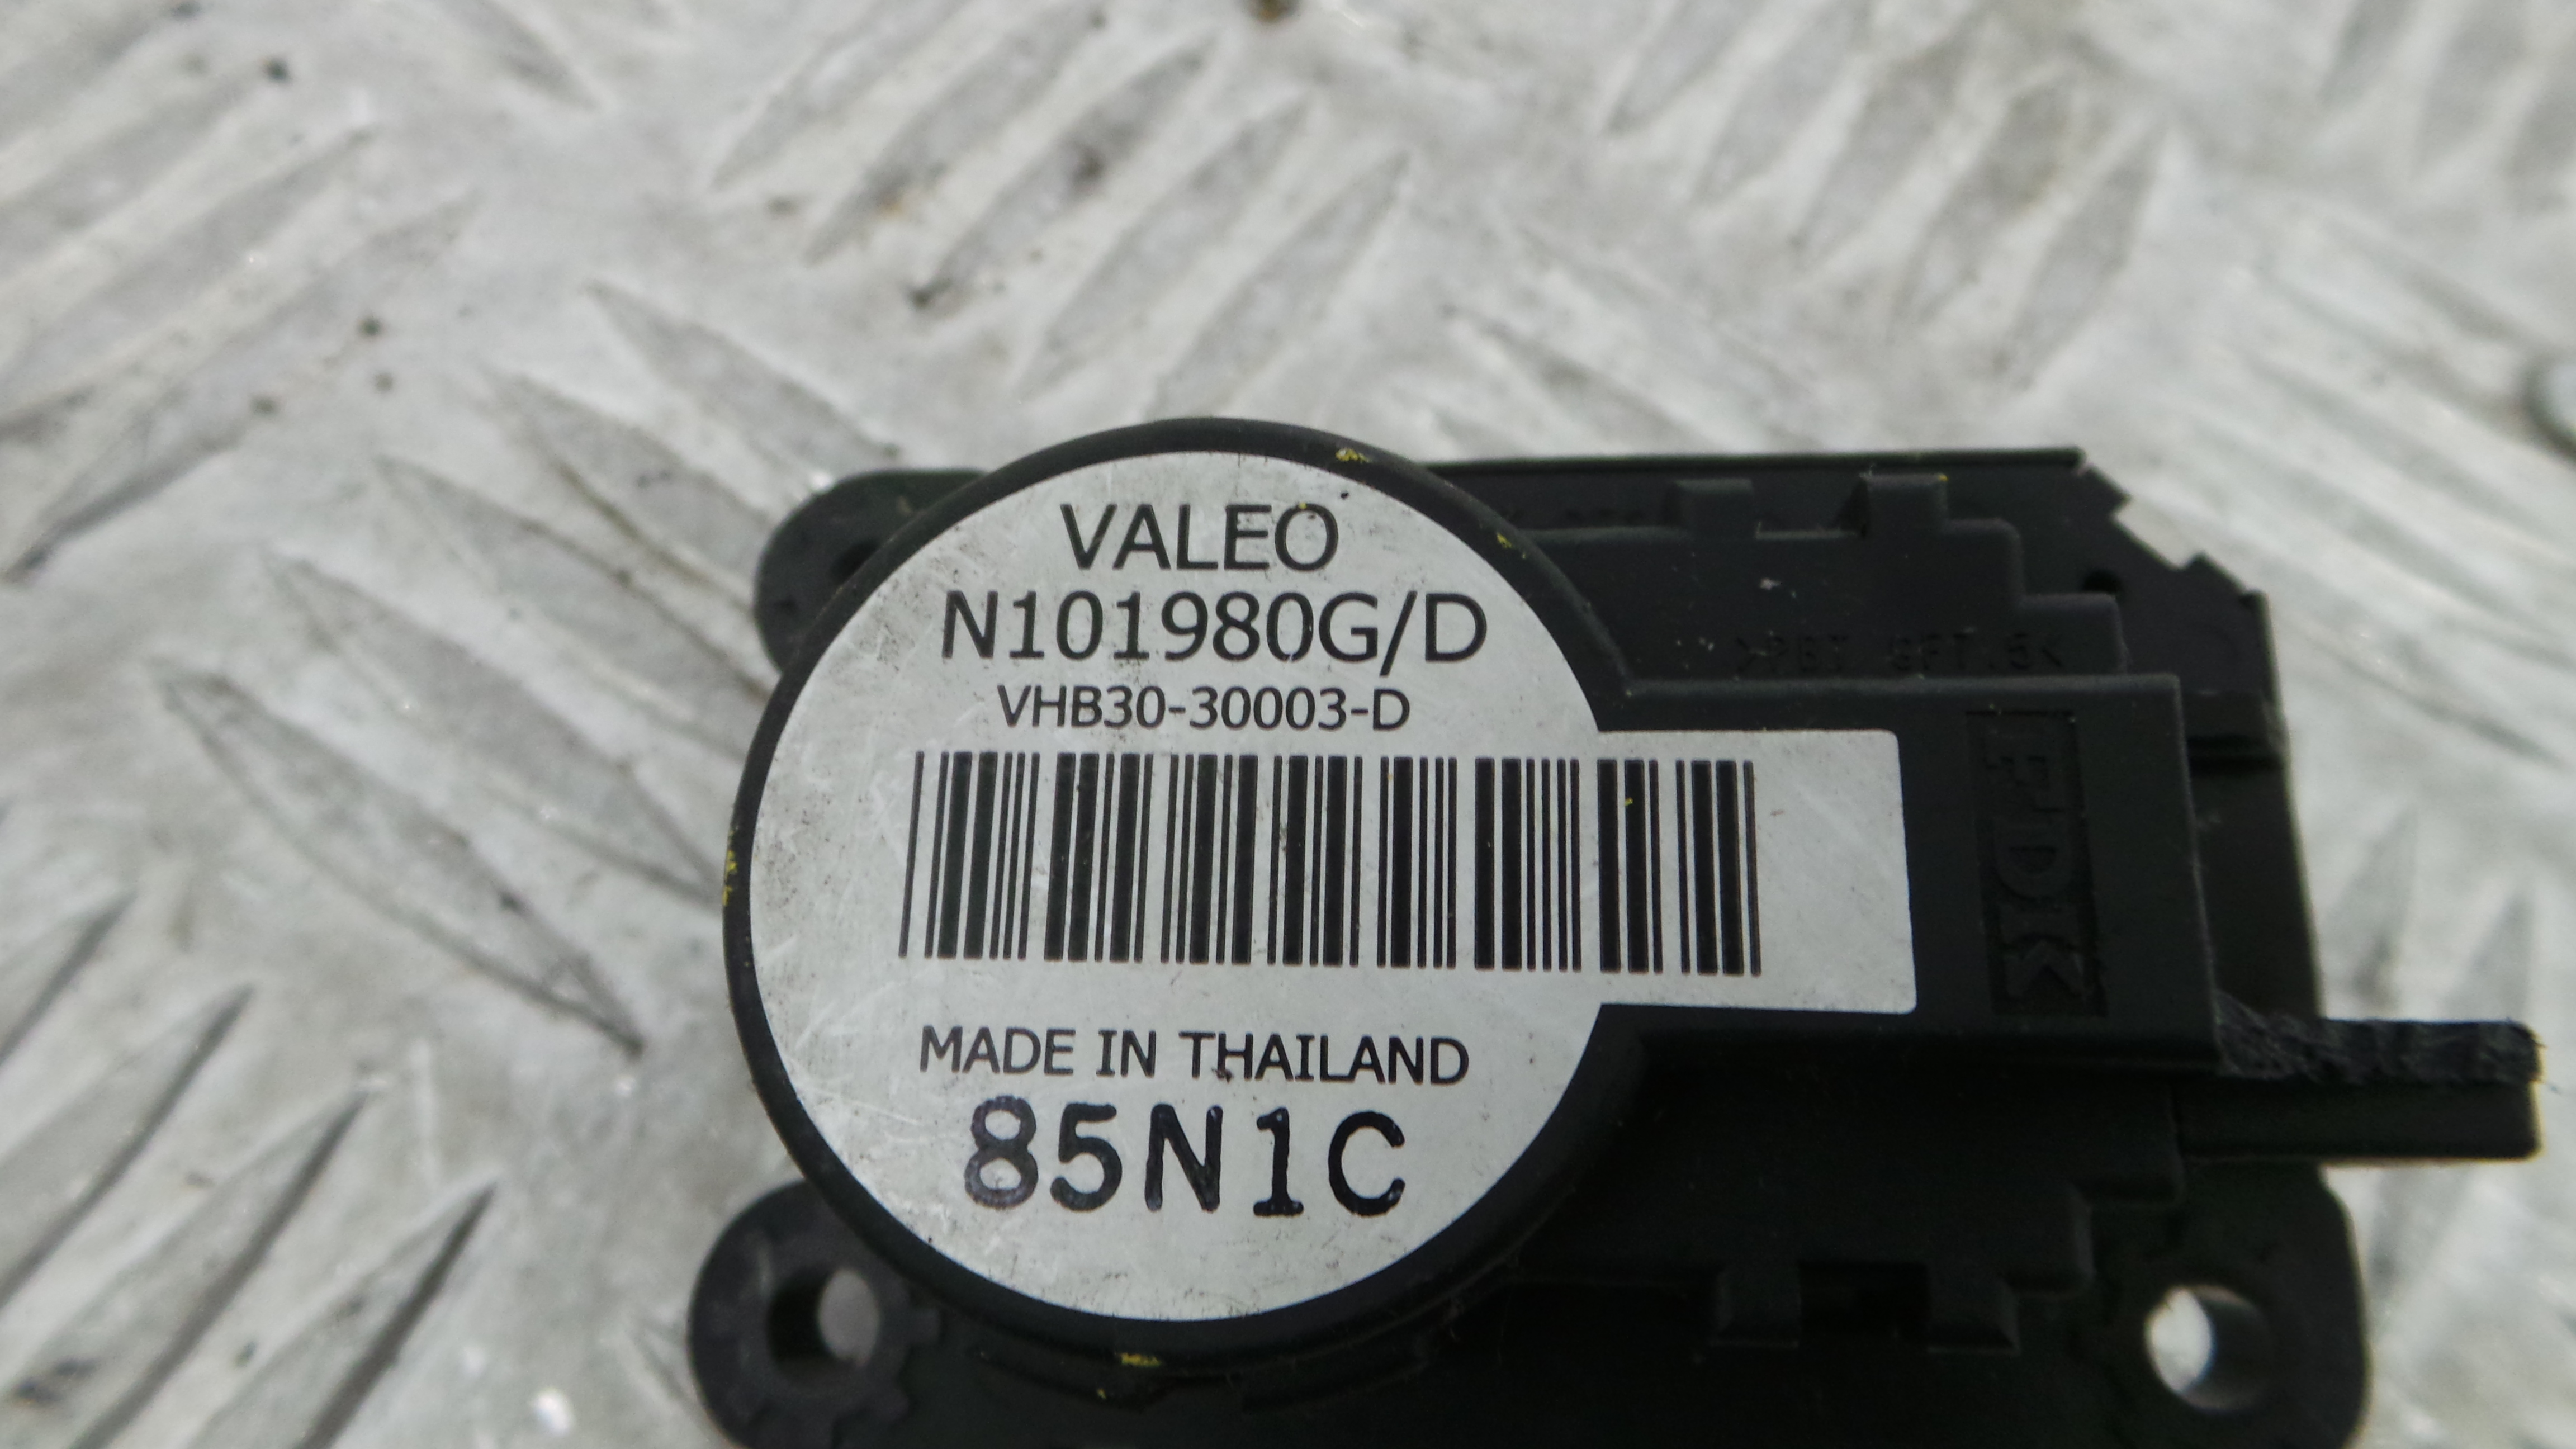 VALEO
N101980G/D
VHB30-30003-D
MADE IN THAILAND
85N1C